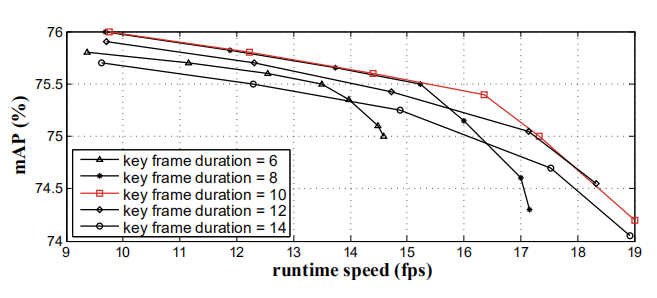 76
75.5
75
74.5
74
mAP (%)
key frame duration = 6
key frame duration = 8
key frame duration = 10
key frame duration = 12
key frame duration = 14
9 10 11 12 13 14 15 16 17 18 19
runtime speed (fps)